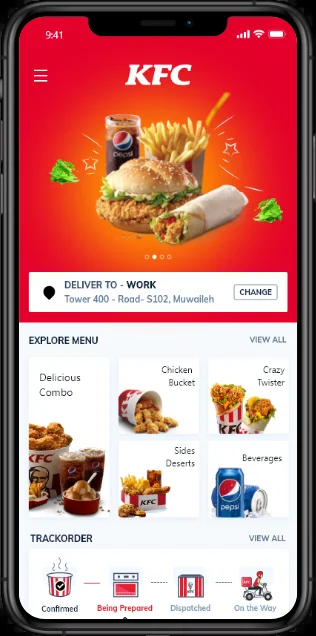 9:41
KFC
pepsi
DELIVER TO - WORK
Tower 400 - Road- S102, Muwaileh
CHANGE
EXPLORE MENU
VIEW ALL
Delicious
Combo
Chicken
Bucket
Crazy
Twister
KFC
KFC
Sides
Deserts
KFC
Beverages
pepsi
TRACKORDER
VIEW ALL
Confirmed
Being Prepared
Dispatched
On the Way